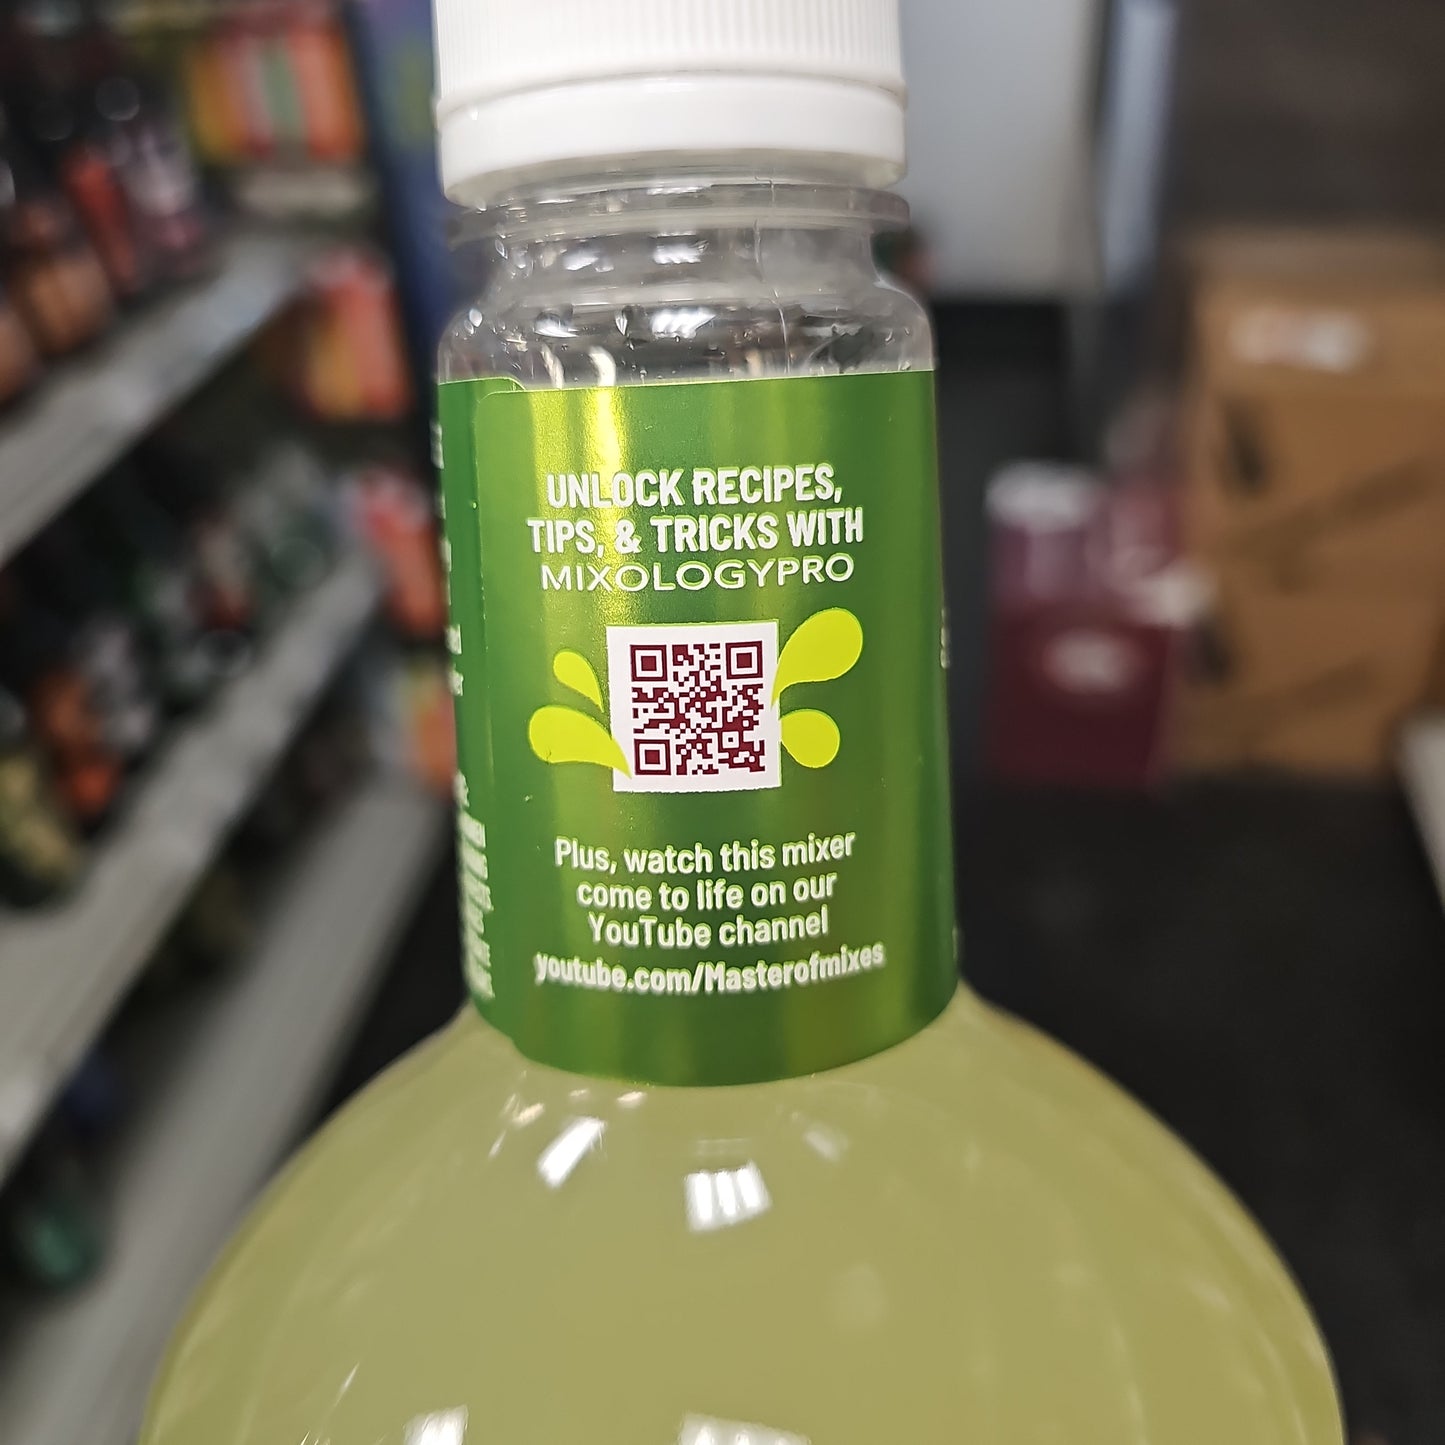 UNLOCK RECIPES,
TIPS, & TRICKS WITH
MIXOLOGYPRO
Plus, watch this mixer
come to life on our
YouTube channel
youtube.com/Masterofmixes